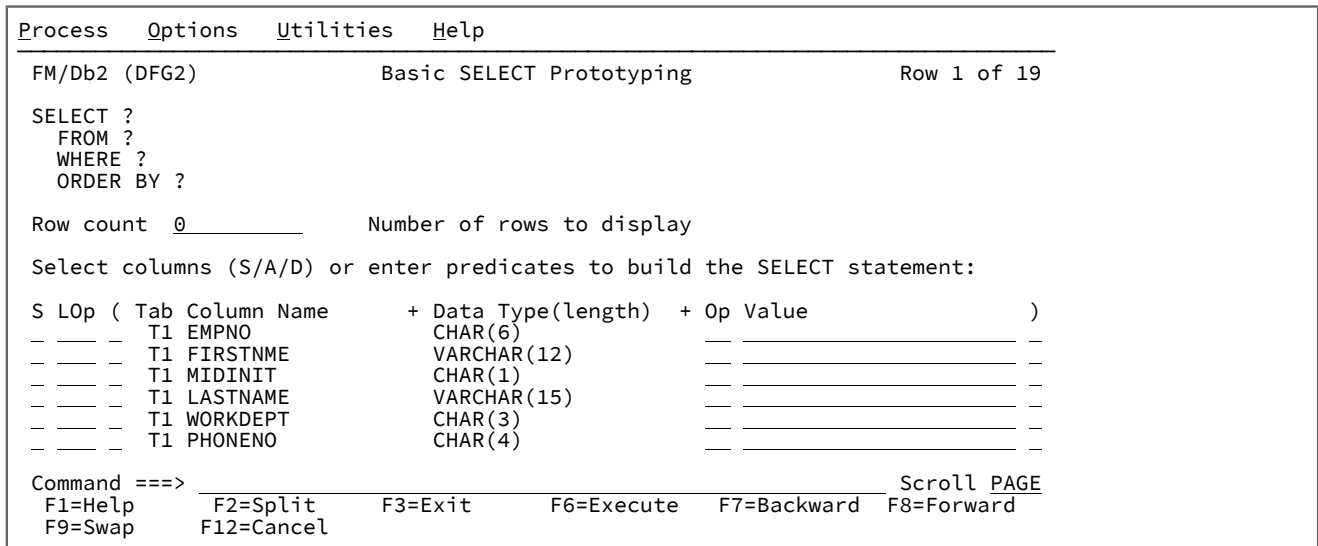 Process Options Utilities Help
FM/Db2 (DFG2) Basic SELECT Prototyping Row 1 of 19
SELECT ?
FROM ?
WHERE ?
ORDER BY ?
Row count 0 Number of rows to display
Select columns (S/A/D) or enter predicates to build the SELECT statement:
S LOp ( Tab Column Name + Data Type(length) + Op Value )
T1 EMPNO CHAR(6)
T1 FIRSTNME VARCHAR(12)
T1 MIDINIT CHAR(1)
T1 LASTNAME VARCHAR(15)
T1 WORKDEPT CHAR(3)
T1 PHONENO CHAR(4)
Command ===> Scroll PAGE
F1=Help F2=Split F3=Exit F6=Execute F7=Backward F8=Forward
F9=Swap F12=Cancel